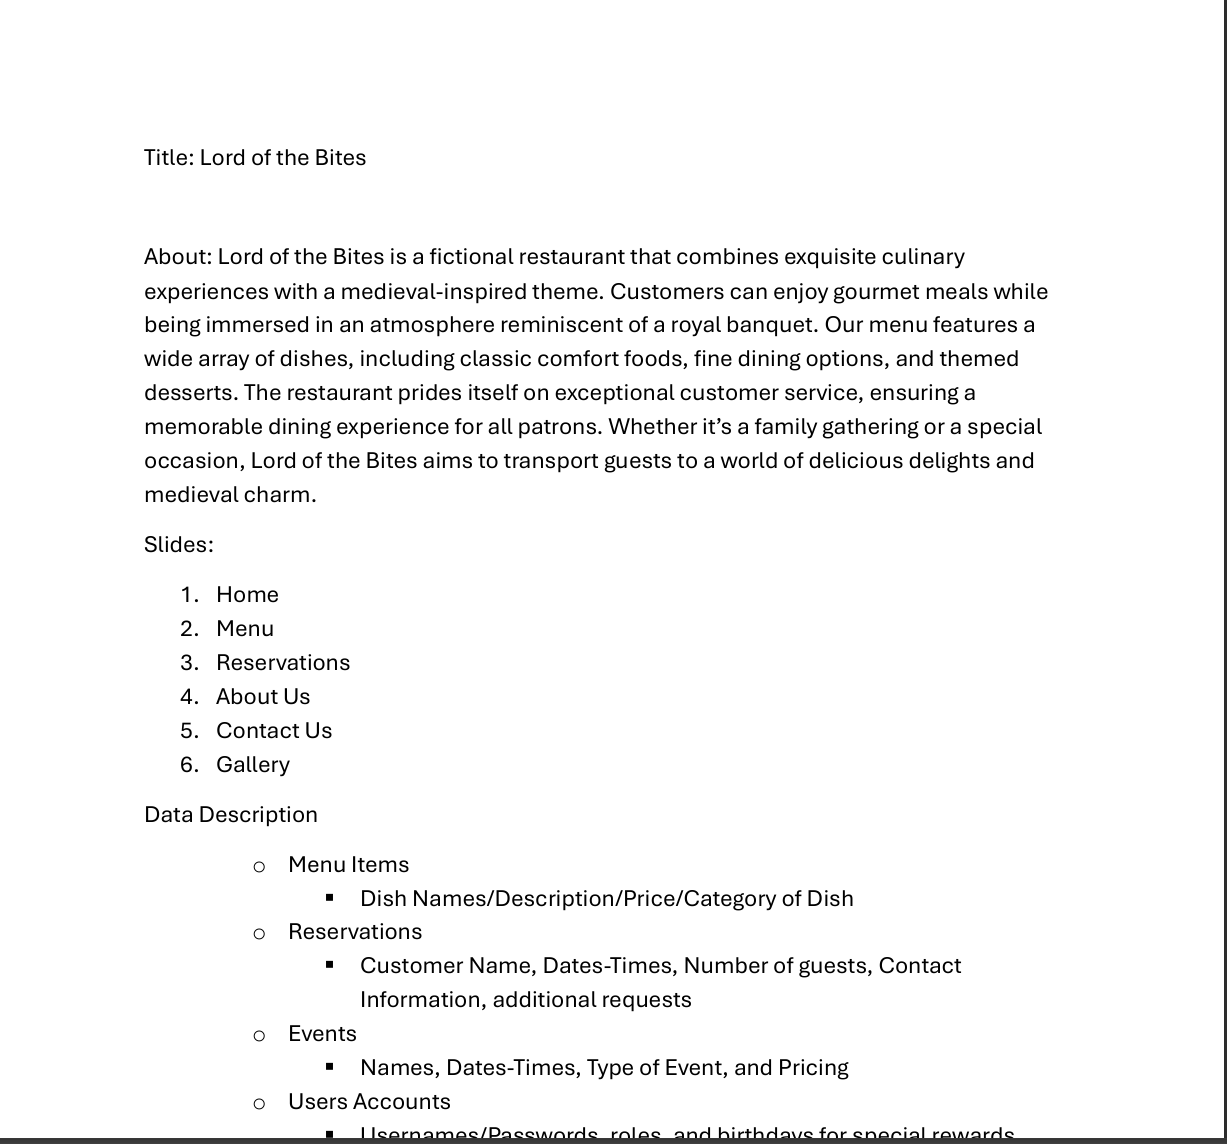 Title: Lord of the Bites
About: Lord of the Bites is a fictional restaurant that combines exquisite culinary
experiences with a medieval-inspired theme. Customers can enjoy gourmet meals while
being immersed in an atmosphere reminiscent of a royal banquet. Our menu features a
wide array of dishes, including classic comfort foods, fine dining options, and themed
desserts. The restaurant prides itself on exceptional customer service, ensuring a
memorable dining experience for all patrons. Whether it’s a family gathering or a special
occasion, Lord of the Bites aims to transport guests to a world of delicious delights and
medieval charm.
Slides:
1. Home
2. Menu
3. Reservations
4. About Us
5. Contact Us
6. Gallery
Data Description
o Menu Items
▪ Dish Names/Description/Price/Category of Dish
o Reservations
▪ Customer Name, Dates-Times, Number of guests, Contact
Information, additional requests
o Events
▪ Names, Dates-Times, Type of Event, and Pricing
o Users Accounts
▪ Usernames/Passwords, roles, and birthdays for special rewards